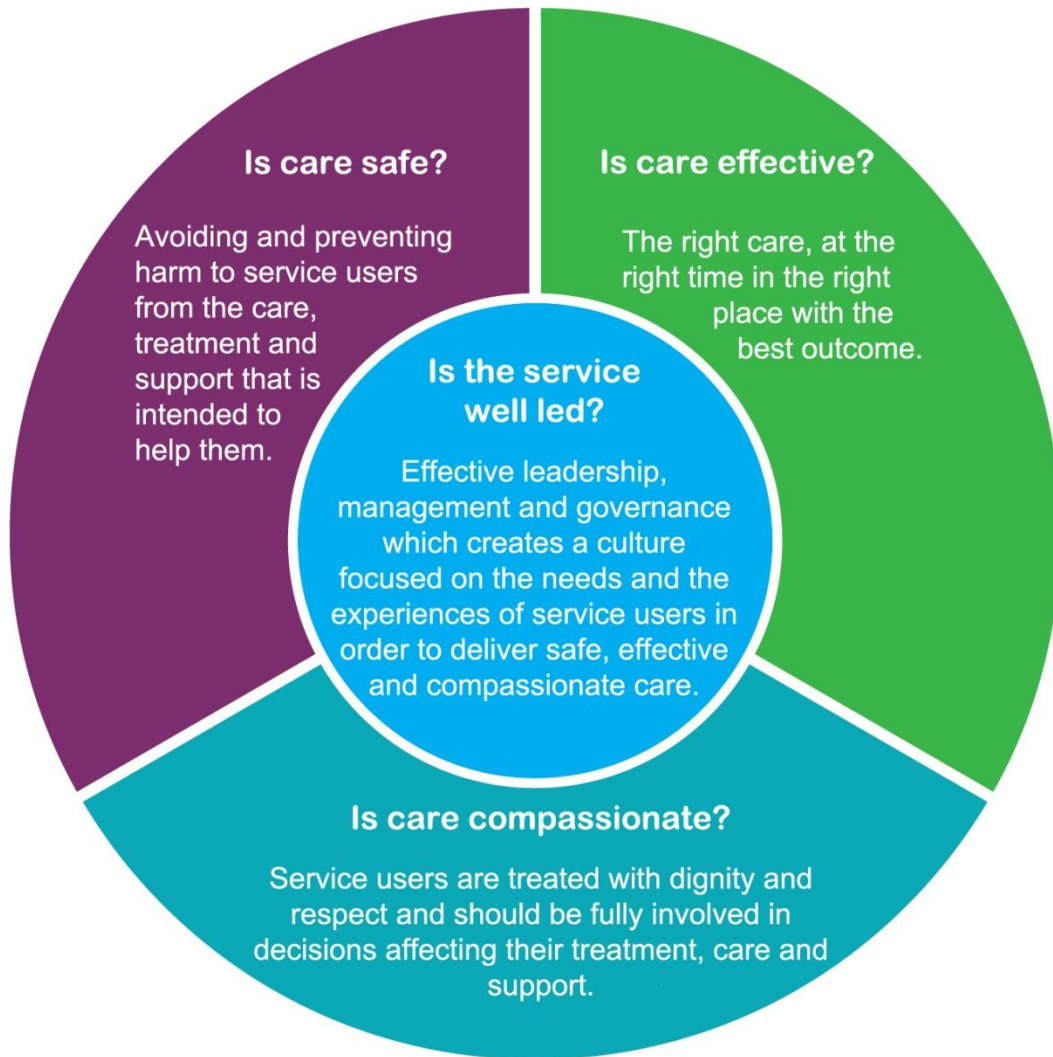 Is care safe?
Avoiding and preventing
harm to service users
from the care,
treatment and
support that is
intended to
help them.
Is care effective?
The right care, at the
right time in the right
place with the
best outcome.
Is the service
well led?
Effective leadership,
management and governance
which creates a culture
focused on the needs and the
experiences of service users in
order to deliver safe, effective
and compassionate care.
Is care compassionate?
Service users are treated with dignity and
respect and should be fully involved in
decisions affecting their treatment, care and
support.